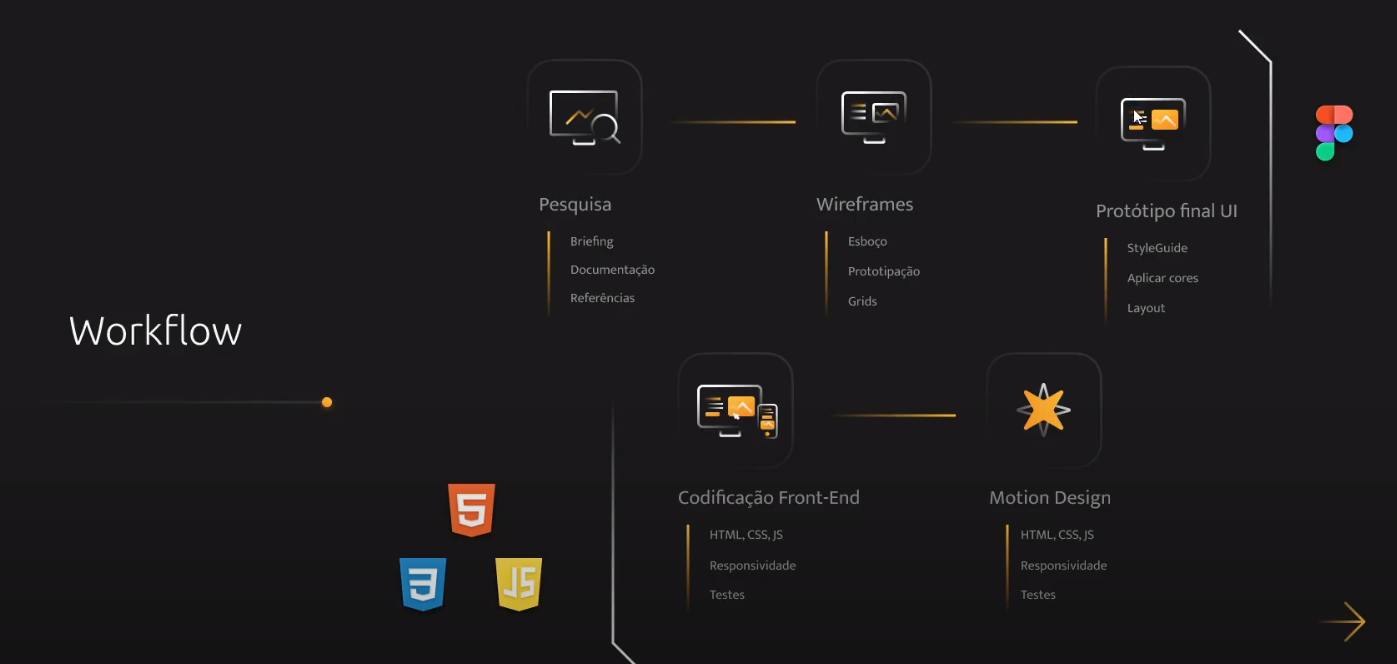 Pesquisa
Briefing
Documentação
Referências
Wireframes
Esboço
Prototipação
Grids
Protótipo final UI
StyleGuide
Aplicar cores
Layout
Workflow
Codificação Front-End
HTML, CSS, JS
Responsividade
Testes
Motion Design
HTML, CSS, JS
Responsividade
Testes
5
3
JS